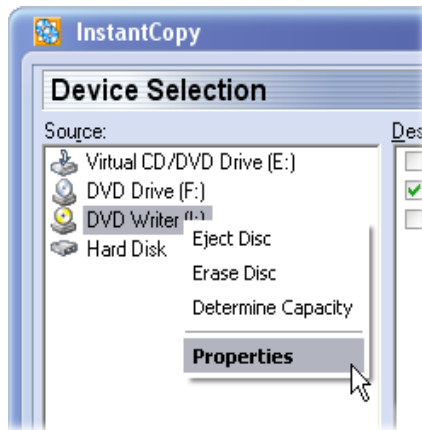 InstantCopy
Device Selection
Source:
Des
Virtual CD/DVD Drive (E:)
DVD Drive (F:)
DVD Writer (I:)
Hard Disk
Eject Disc
Erase Disc
Determine Capacity
Properties